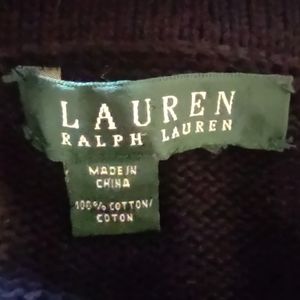 LAUREN
RALPH LAUREN
MADE IN
CHINA
100% COTTON/
COTON